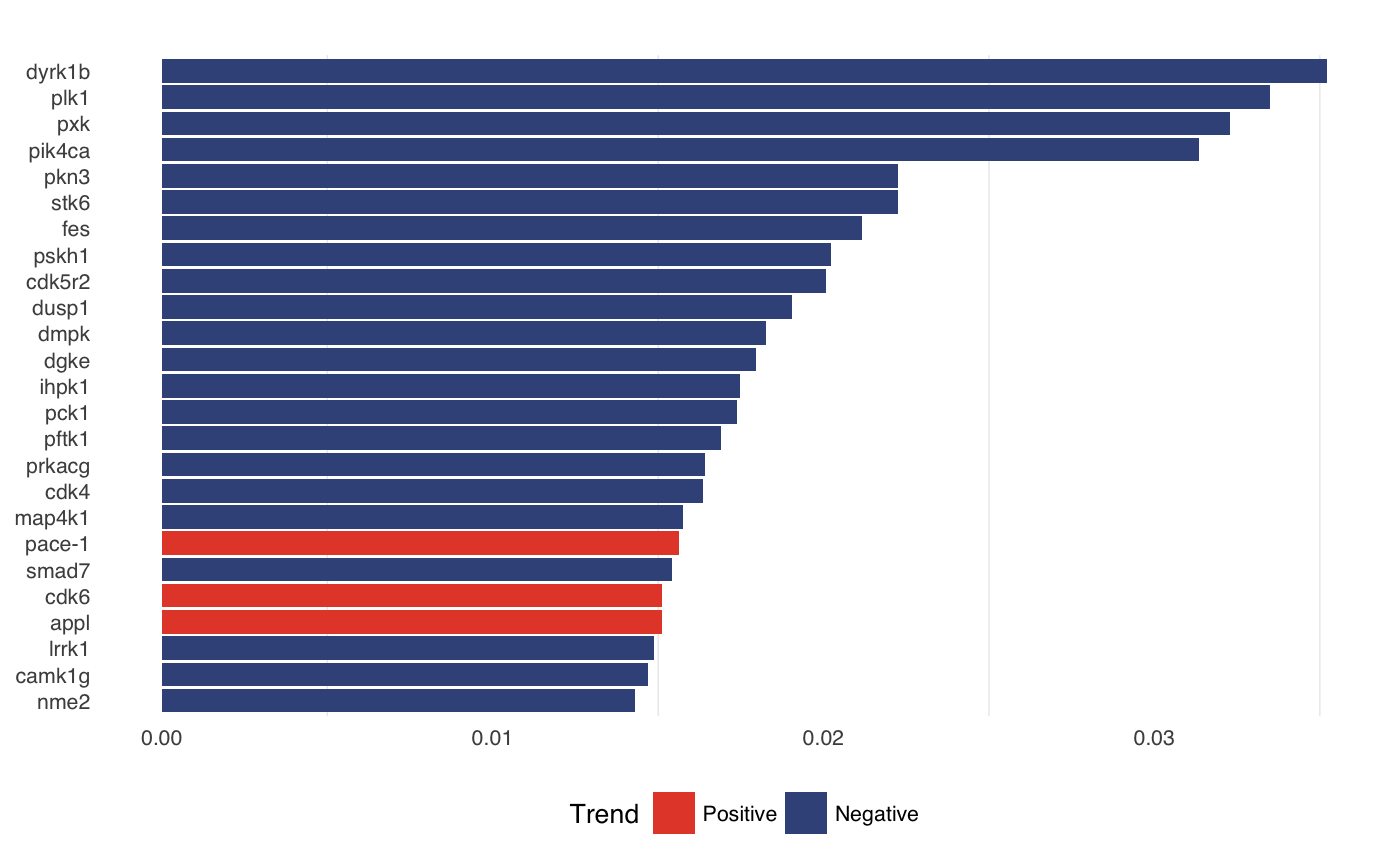 dyrk1b
plk1
pxk
pik4ca
pkn3
stk6
fes
pskh1
cdk5r2
dusp1
dmpk
dgke
ihpk1
pck1
pftk1
prkacg
cdk4
map4k1
pace-1
smad7
cdk6
appl
lrrk1
camk1g
nme2
0.00 0.01 0.02 0.03
Trend Positive Negative